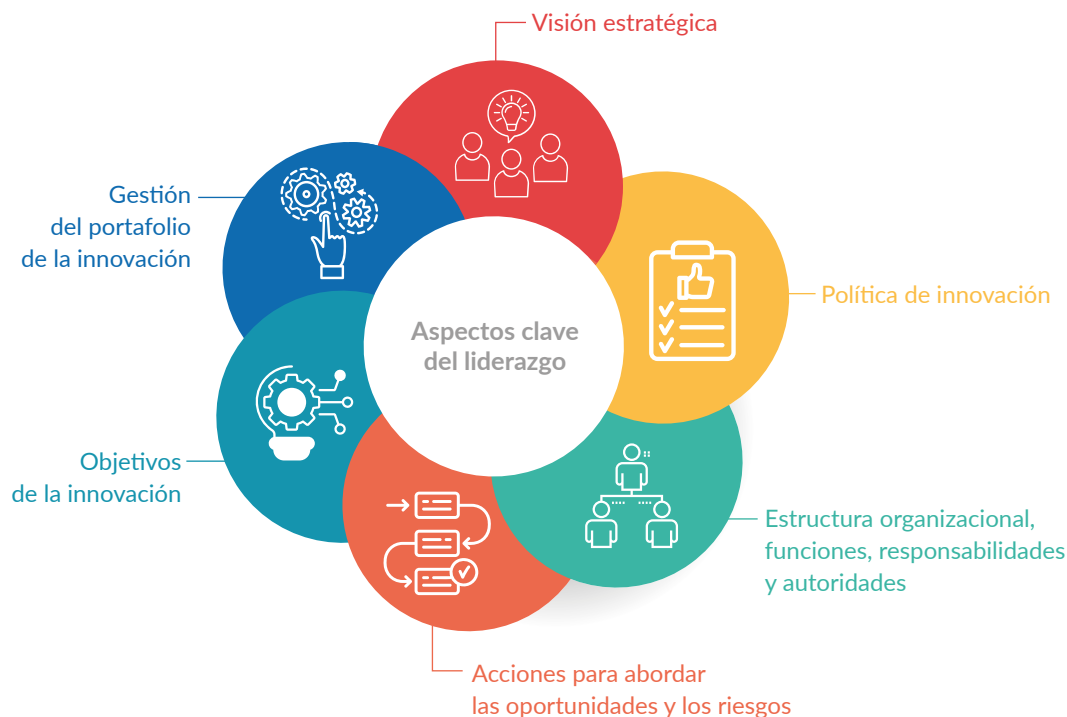 Visión estratégica
Política de innovación
Estructura organizacional,
funciones, responsabilidades
y autoridades
Acciones para abordar
las oportunidades y los riesgos
Objetivos
de la innovación
Gestión
del portafolio
de la innovación
Aspectos clave
del liderazgo